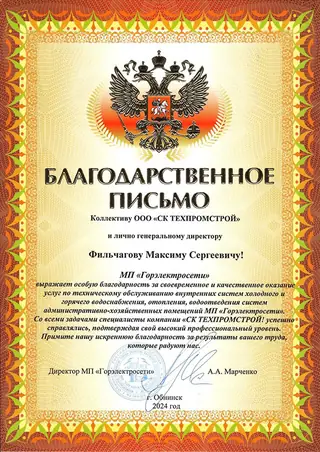 БЛАГОДАРСТВЕННОЕ
ПИСЬМО
Коллективу ООО «СК ТЕХПРОМСТРОЙ»
и лично генеральному директору
Фильчагову Максиму Сергеевичу!
МП «Горэлектросети»
выражает особую благодарность за своевременное и качественное оказание
услуг по техническому обслуживанию внутренних систем холодного и
горячего водоснабжения, отопления, водоотведения систем
административно-хозяйственных помещений МП «Горэлектросети».
Со всеми задачами специалисты компании «СК ТЕХПРОМСТРОЙ! успешно
справлялись, подтверждая свой высокий профессиональный уровень.
Примите нашу искреннюю благодарность за результаты вашего труда,
которые радуют нас.
Директор МП «Горэлектросети» А.А. Марченко
г. Обнинск
2024 год